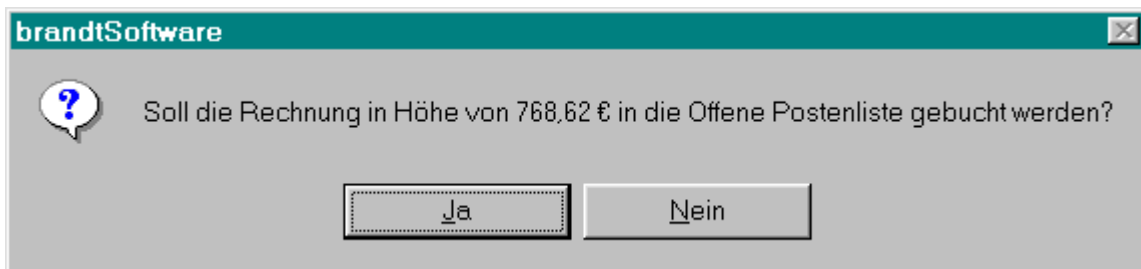 brandtSoftware
Soll die Rechnung in Höhe von 768,62 € in die Offene Postenliste gebucht werden?
Ja Nein